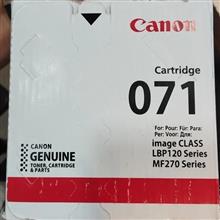 Canon
Cartridge
071
For: Pour: Für: Para:
Per: Voor: Для:
image CLASS
LBP120 Series
MF270 Series
CANON
GENUINE
TONER, CARTRIDGE
& PARTS